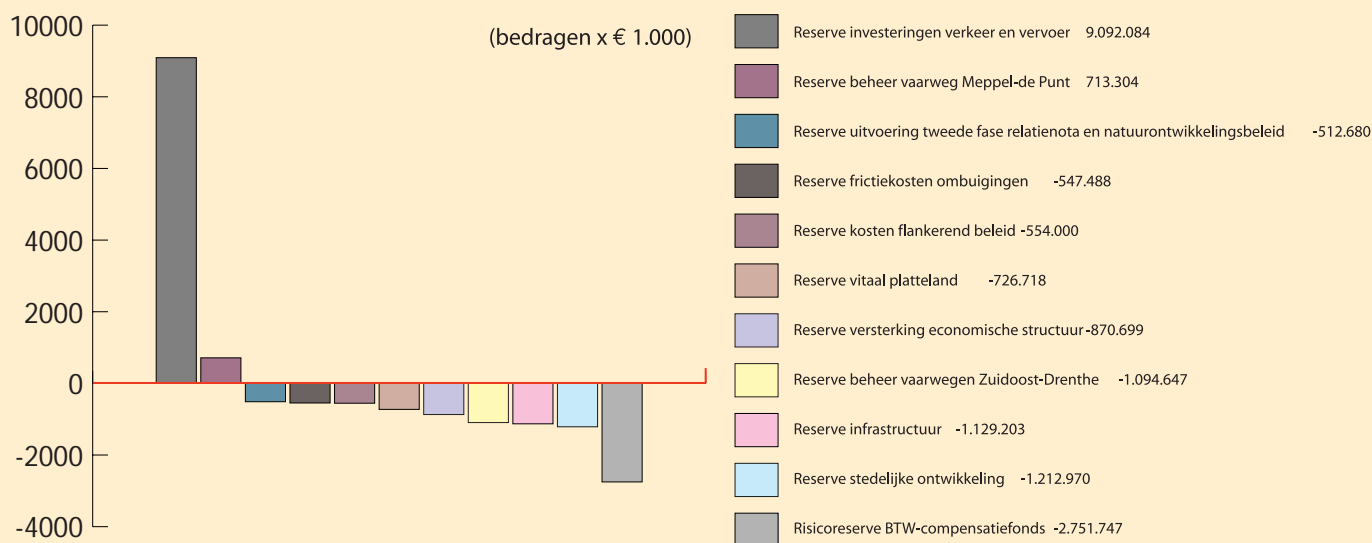 10000
8000
6000
4000
2000
0
-2000
-4000
(bedragen x € 1.000)
Reserve investeringen verkeer en vervoer 9.092.084
Reserve beheer vaarweg Meppel-de Punt 713.304
Reserve uitvoering tweede fase relatienota en natuurontwikkelingsbeleid -512.680
Reserve frictiekosten ombuigingen -547.488
Reserve kosten flankerend beleid -554.000
Reserve vitaal platteland -726.718
Reserve versterking economische structuur -870.699
Reserve beheer vaarwegen Zuidoost-Drenthe -1.094.647
Reserve infrastructuur -1.129.203
Reserve stedelijke ontwikkeling -1.212.970
Risicoreserve BTW-compensatiefonds -2.751.747